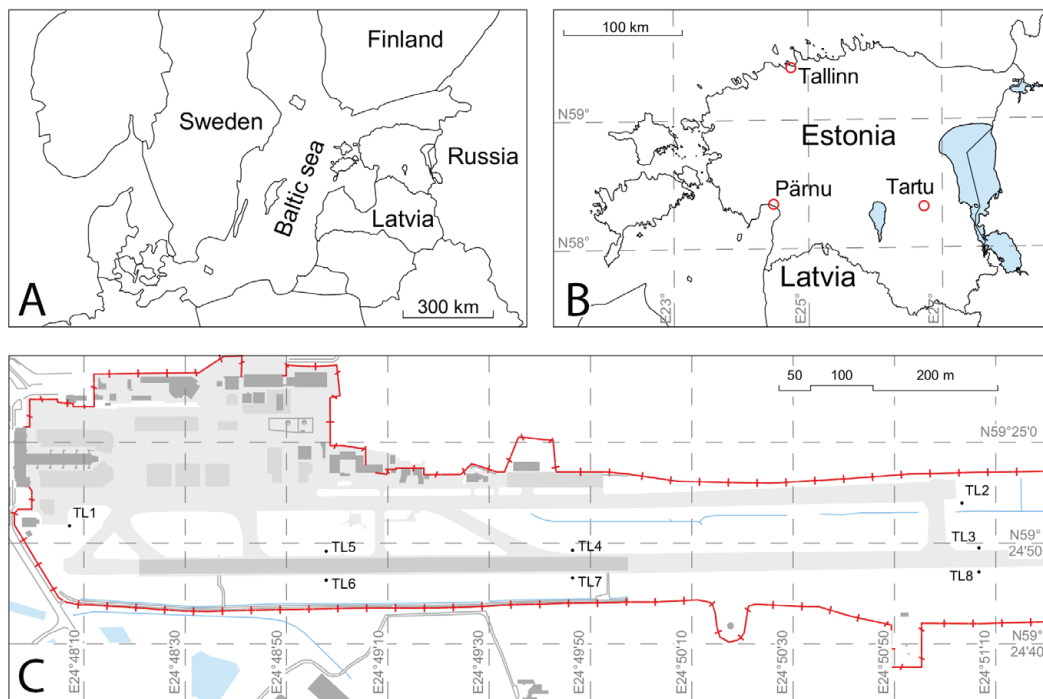 Finland
Sweden
Baltic sea
Russia
Latvia
A
300 km
100 km
Tallinn
N59°
Estonia
Pärnu
Tartu
N58°
Latvia
B
E23°
E25°
E27°
50
100
200 m
N59°25'0
TL1
TL2
TL5
TL4
TL3
N59°
24'50
TL6
TL7
TL8
N59°
24'40
C
E24°48'10
E24°48'30
E24°48'50
E24°49'10
E24°49'30
E24°49'50
E24°50'10
E24°50'30
E24°50'50
E24°51'10